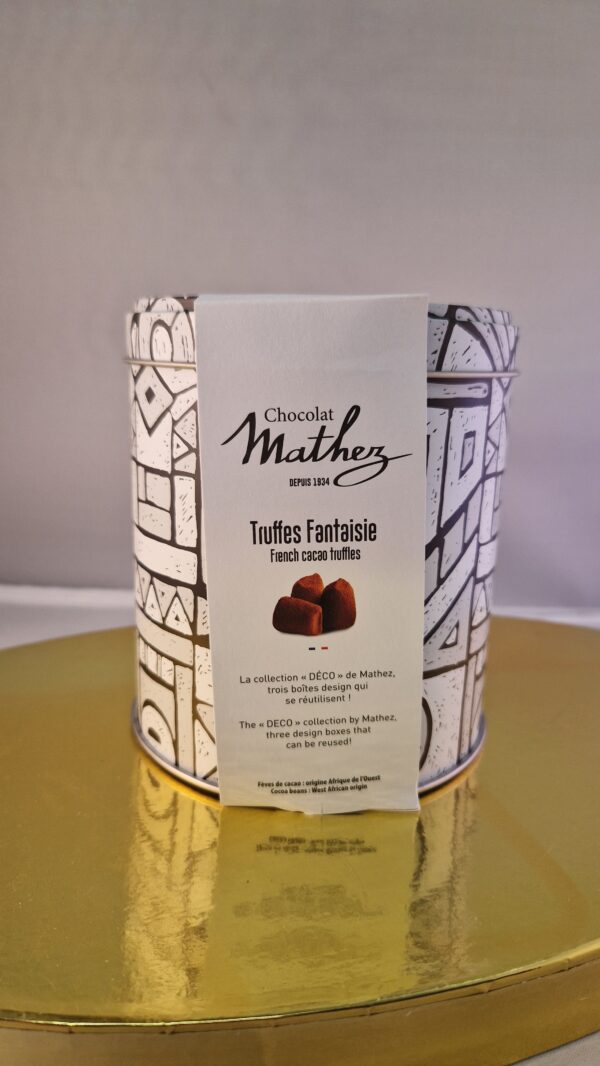 Chocolat
Mathez
DEPUIS 1934
Truffes Fantaisie
French cacao truffles
La collection « DÉCO » de Mathez,
trois boîtes design qui
se réutilisent !
The « DECO » collection by Mathez,
three design boxes that
can be reused!
Fèves de cacao : origine Afrique de l'Ouest
Cocoa beans : West African origin